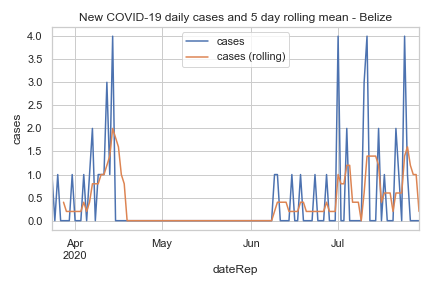 New COVID-19 daily cases and 5 day rolling mean - Belize
cases
cases (rolling)
4.0
3.5
3.0
2.5
2.0
1.5
1.0
0.5
0.0
cases
Apr
2020
May
Jun
Jul
dateRep